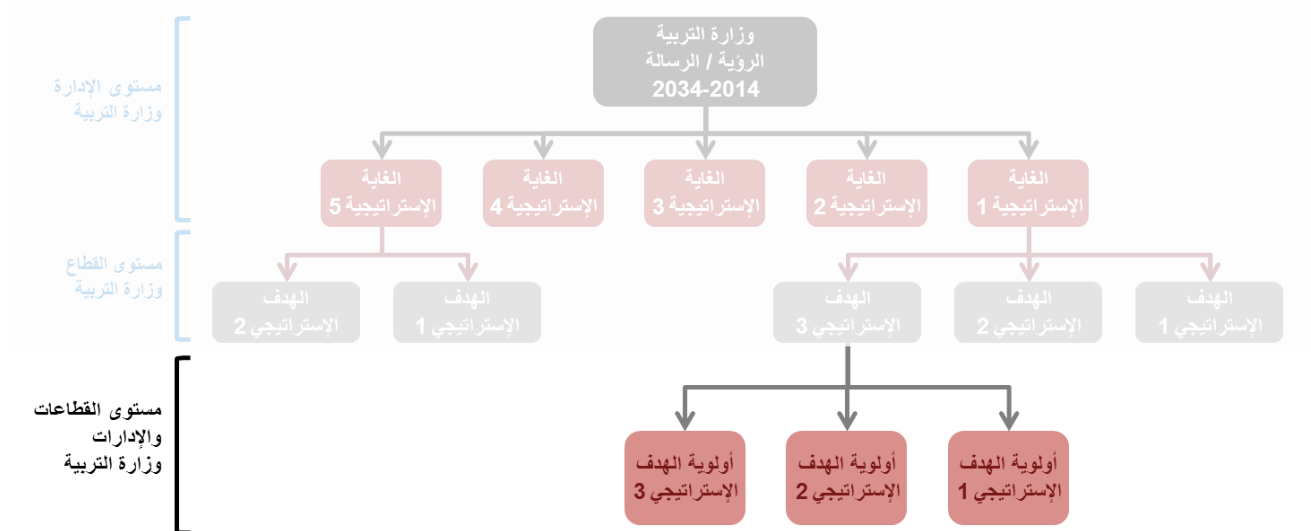 وزارة التربية
الرؤية / الرسالة
2034-2014
مستوى الإدارة
وزارة التربية
الغاية
الإستراتيجية 1
الغاية
الإستراتيجية 2
الغاية
الإستراتيجية 3
الغاية
الإستراتيجية 4
الغاية
الإستراتيجية 5
مستوى القطاع
وزارة التربية
الهدف
الإستراتيجي 1
الهدف
الإستراتيجي 2
الهدف
الإستراتيجي 3
الهدف
الإستراتيجي 1
الهدف
الإستراتيجي 2
مستوى القطاعات
والإدارات
وزارة التربية
أولوية الهدف
الإستراتيجي 1
أولوية الهدف
الإستراتيجي 2
أولوية الهدف
الإستراتيجي 3